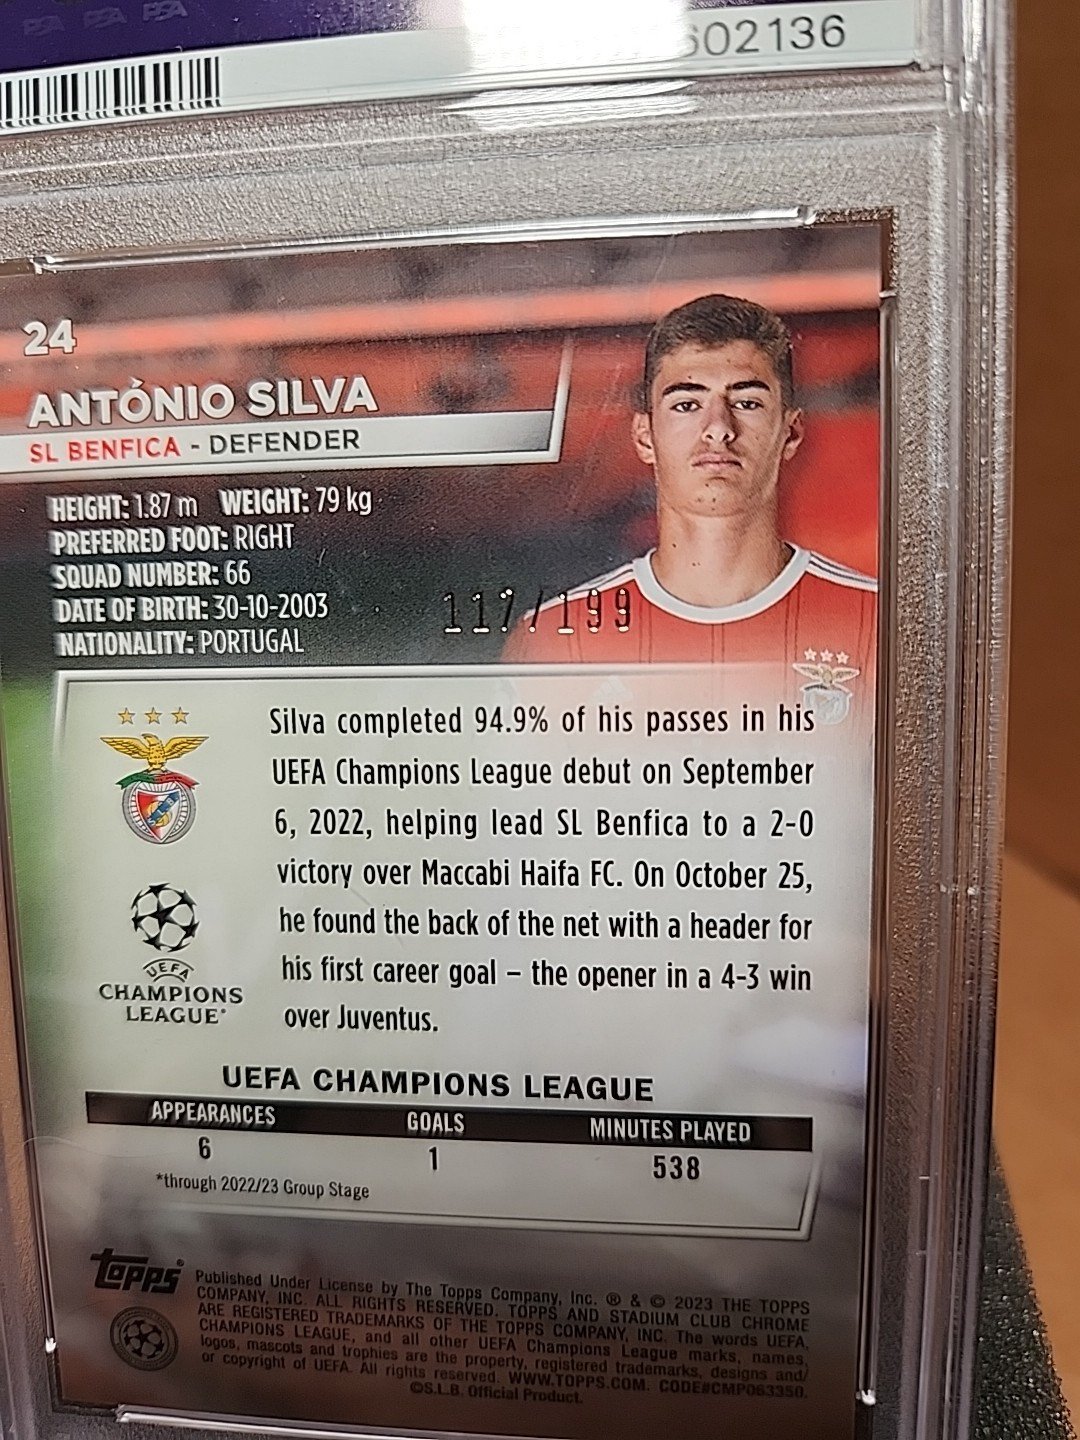 PSA PSA PSA
602136
24
ANTÓNIO SILVA
SL BENFICA - DEFENDER
HEIGHT: 1.87 m WEIGHT: 79 kg
PREFERRED FOOT: RIGHT
SQUAD NUMBER: 66
DATE OF BIRTH: 30-10-2003
NATIONALITY: PORTUGAL
117/199
Silva completed 94.9% of his passes in his
UEFA Champions League debut on September
6, 2022, helping lead SL Benfica to a 2-0
victory over Maccabi Haifa FC. On October 25,
he found the back of the net with a header for
his first career goal – the opener in a 4-3 win
over Juventus.
UEFA
CHAMPIONS
LEAGUE®
UEFA CHAMPIONS LEAGUE
APPEARANCES GOALS MINUTES PLAYED
6 1 538
*through 2022/23 Group Stage
Topps®
Published Under License by The Topps Company, Inc. ® & © 2023 THE TOPPS
COMPANY, INC. ALL RIGHTS RESERVED. TOPPS AND STADIUM CLUB CHROME
ARE REGISTERED TRADEMARKS OF THE TOPPS COMPANY, INC. The words UEFA,
CHAMPIONS LEAGUE, and all other UEFA Champions League marks, names,
logos, mascots and trophies are the property, registered trademarks, designs and/
or copyright of UEFA. All rights reserved. WWW.TOPPS.COM. CODE#CMP063350.
©S.L.B. Official Product.